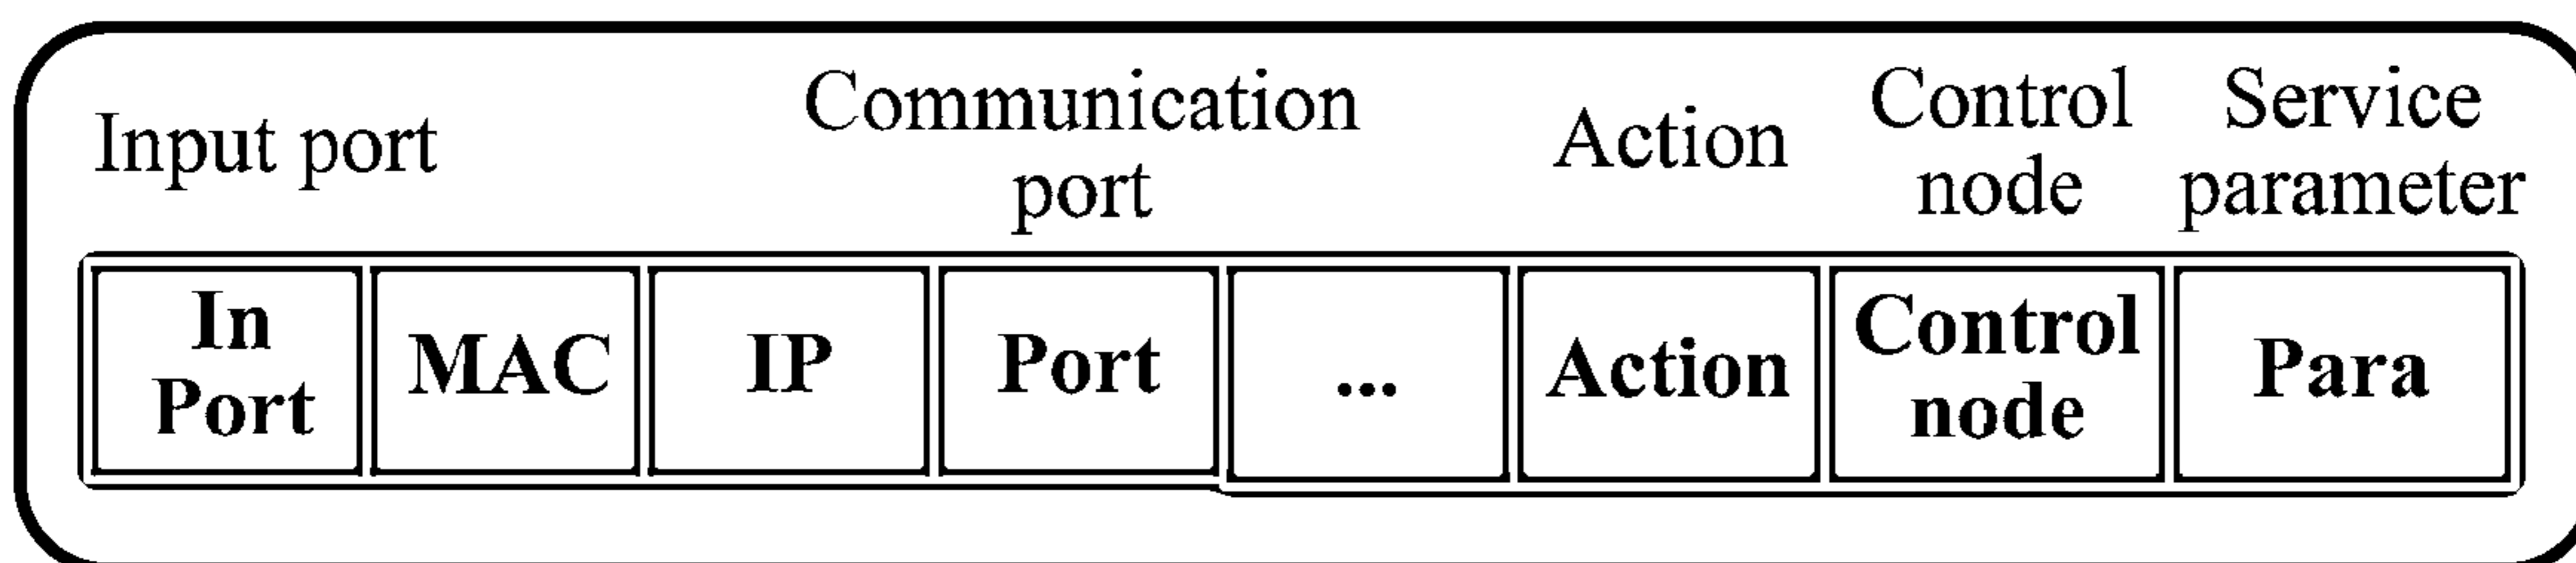 Input port
Communication
port
Action
Control
node
Service
parameter
In
Port
MAC
IP
Port
...
Action
Control
node
Para